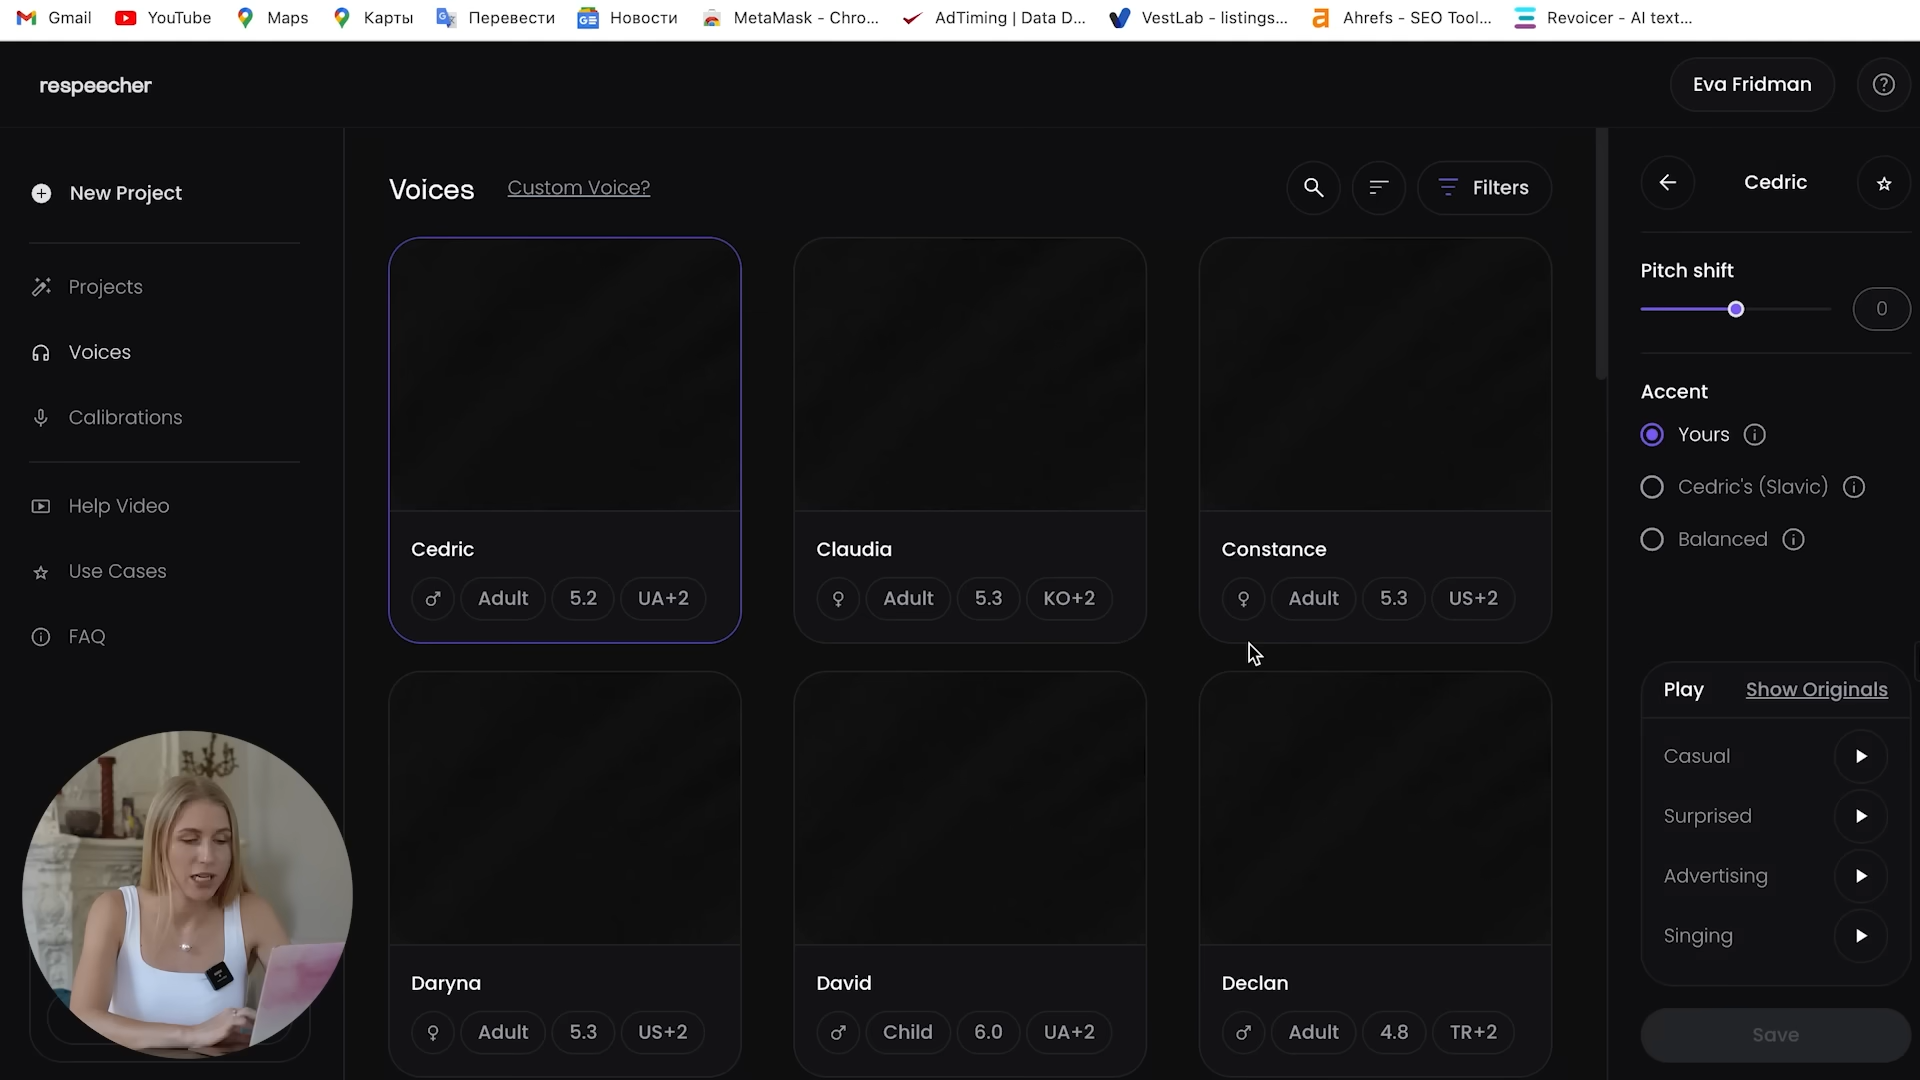 Gmail YouTube Maps Карты Перевести Новости MetaMask - Chro... AdTiming | Data D... VestLab - listings... Ahrefs - SEO Tool... Revoicer - AI text...
respeecher
Eva Fridman
New Project
Projects
Voices
Calibrations
Help Video
Use Cases
FAQ
Voices Custom Voice? Filters
Cedric
Adult 5.2 UA+2
Claudia
Adult 5.3 KO+2
Constance
Adult 5.3 US+2
Daryna
Adult 5.3 US+2
David
Child 6.0 UA+2
Declan
Adult 4.8 TR+2
Cedric
Pitch shift
0
Accent
Yours
Cedric's (Slavic)
Balanced
Play Show Originals
Casual
Surprised
Advertising
Singing
Save